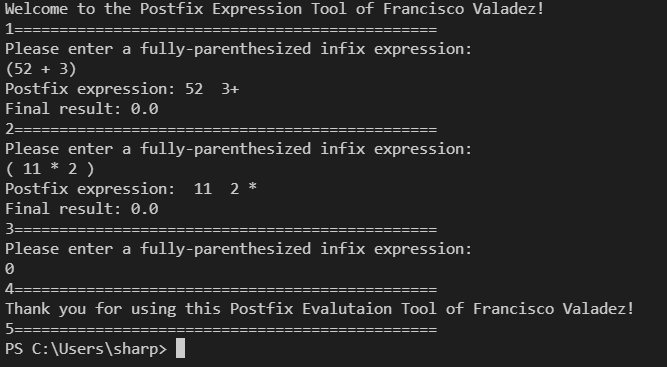 Welcome to the Postfix Expression Tool of Francisco Valadez!
1===============================================
Please enter a fully-parenthesized infix expression:
(52 + 3)
Postfix expression: 52  3+
Final result: 0.0
2===============================================
Please enter a fully-parenthesized infix expression:
( 11 * 2 )
Postfix expression:  11  2 *
Final result: 0.0
3===============================================
Please enter a fully-parenthesized infix expression:
0
4===============================================
Thank you for using this Postfix Evalutaion Tool of Francisco Valadez!
5===============================================
PS C:\Users\sharp>